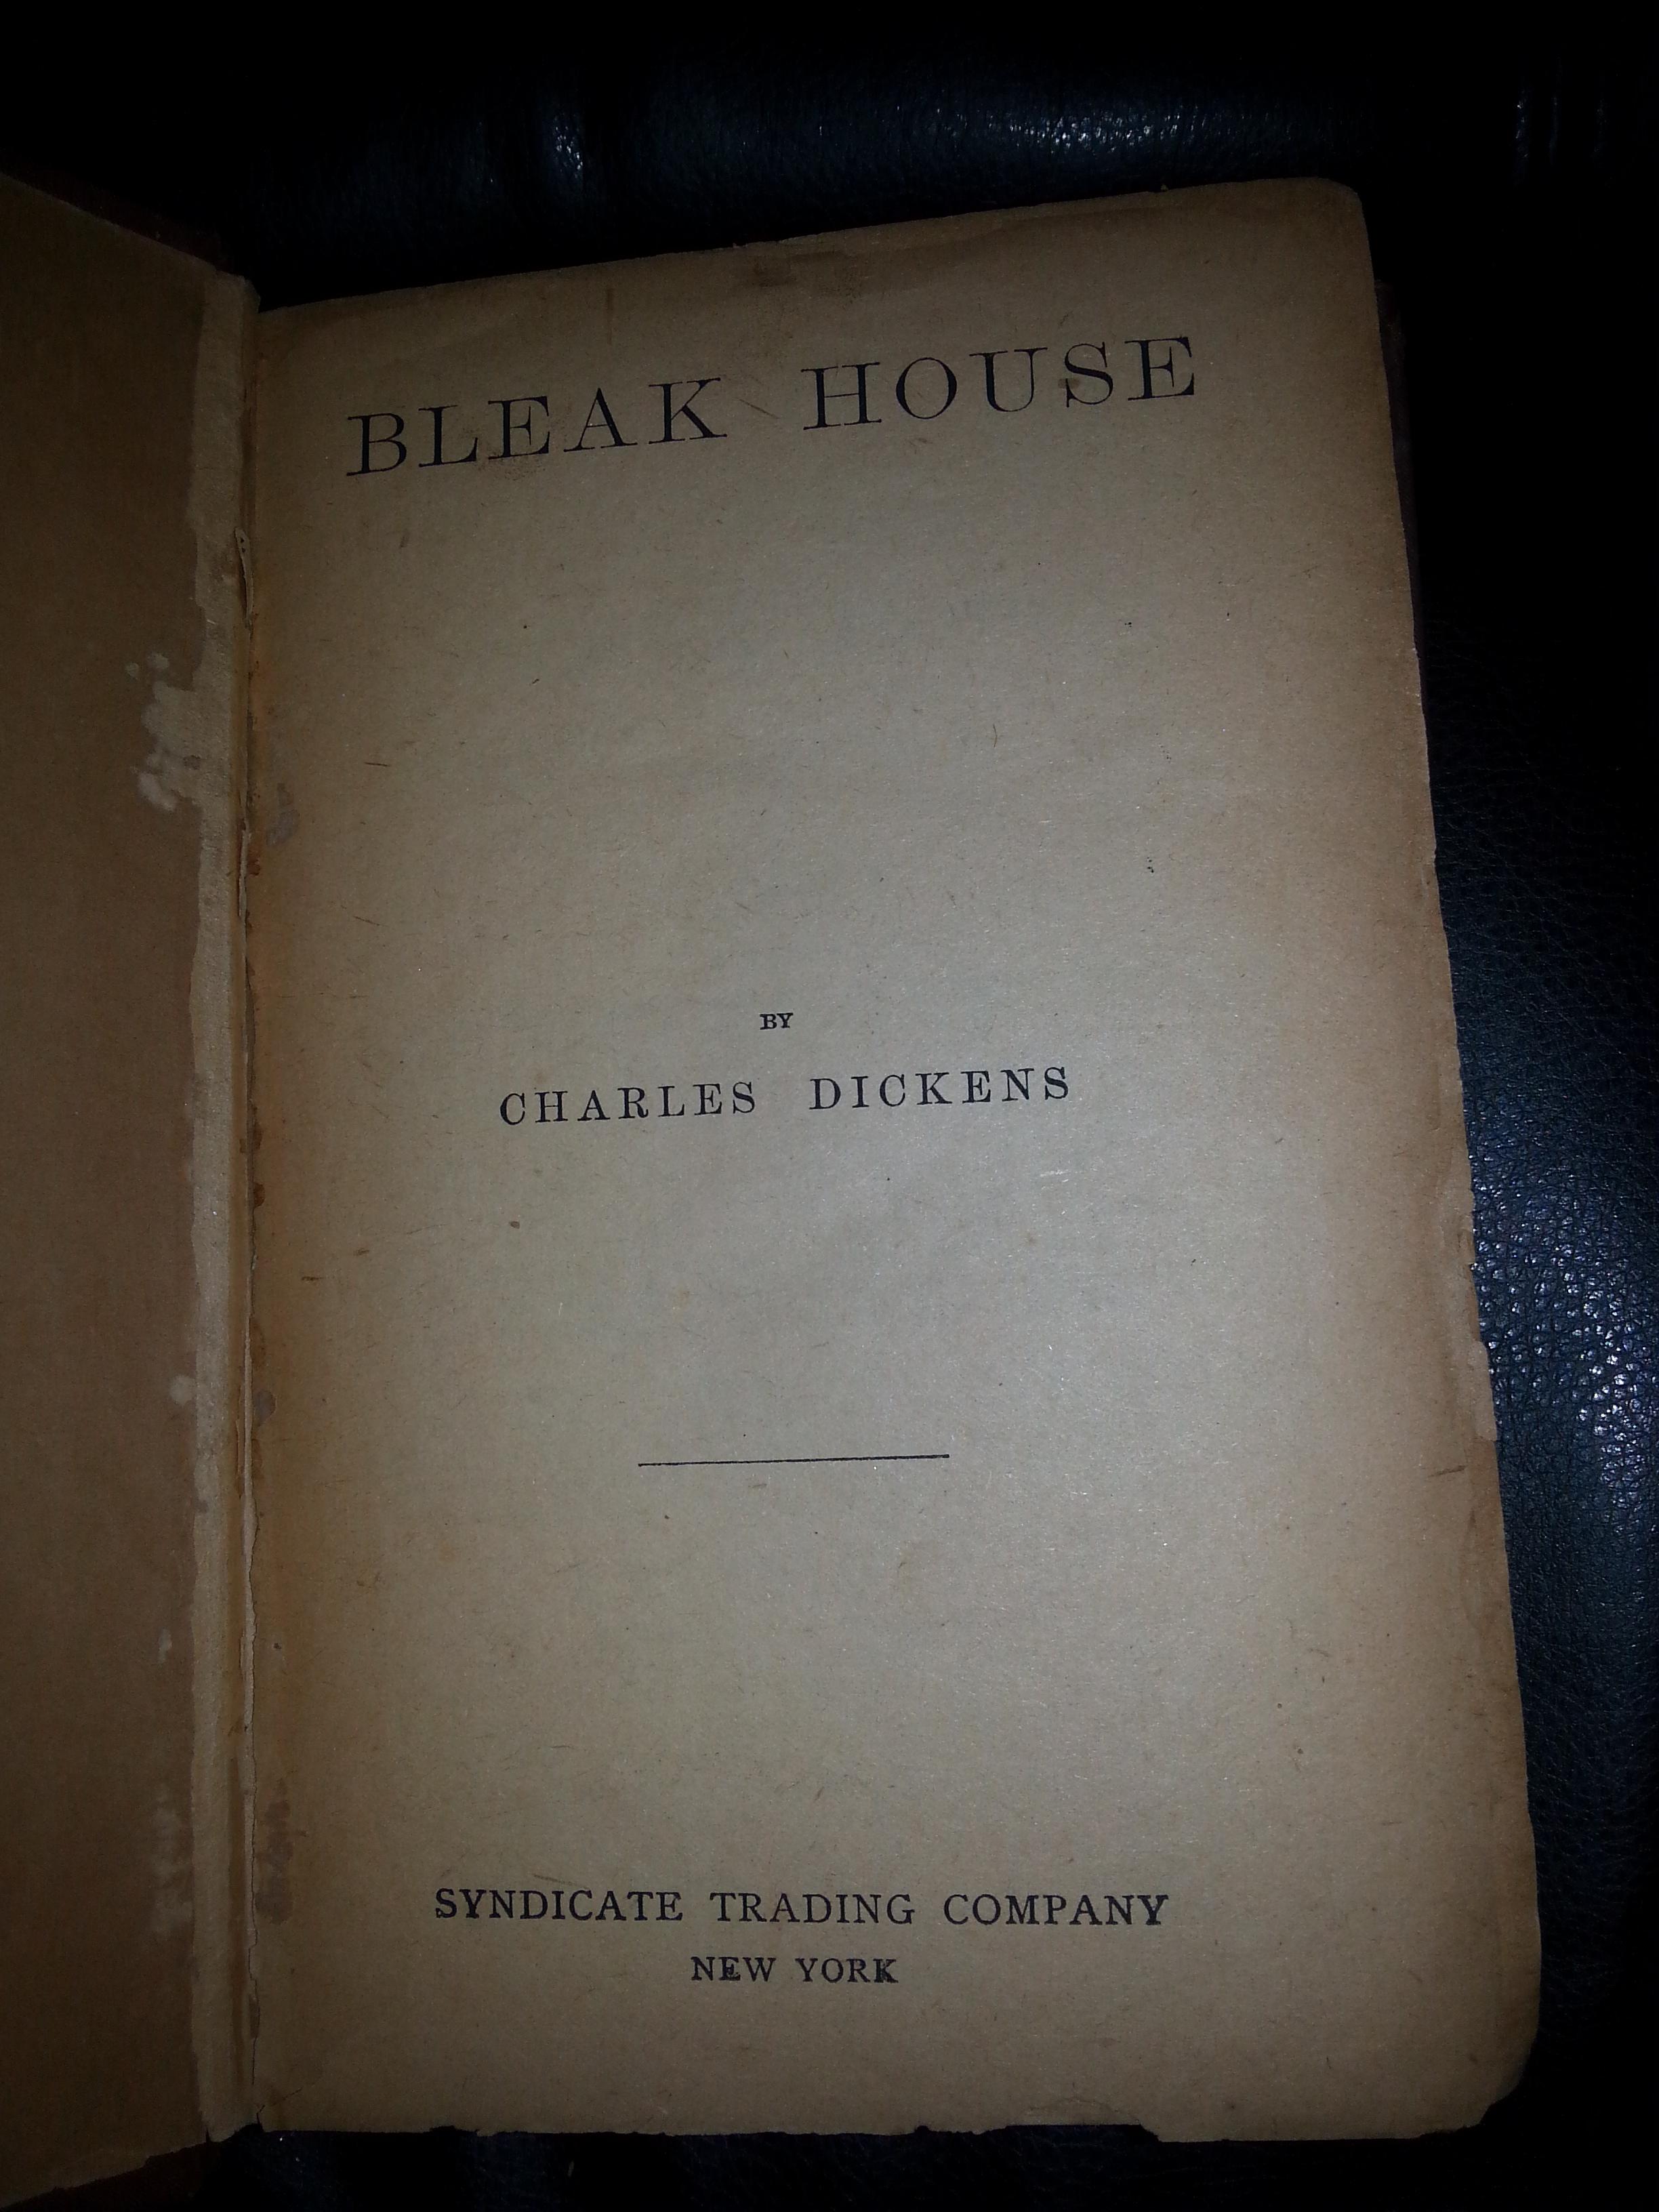 BLEAK HOUSE
BY
CHARLES DICKENS
SYNDICATE TRADING COMPANY
NEW YORK